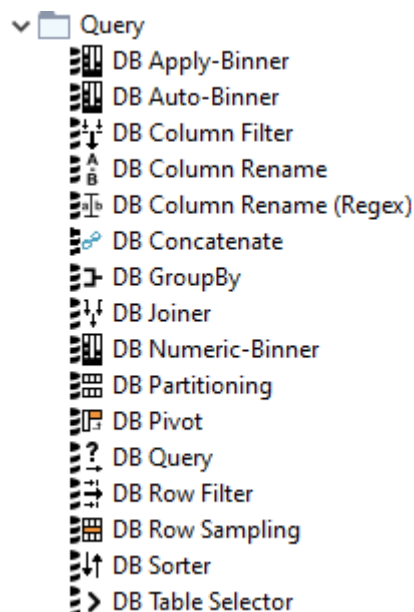 Query
DB Apply-Binner
DB Auto-Binner
DB Column Filter
DB Column Rename
DB Column Rename (Regex)
DB Concatenate
DB GroupBy
DB Joiner
DB Numeric-Binner
DB Partitioning
DB Pivot
DB Query
DB Row Filter
DB Row Sampling
DB Sorter
DB Table Selector